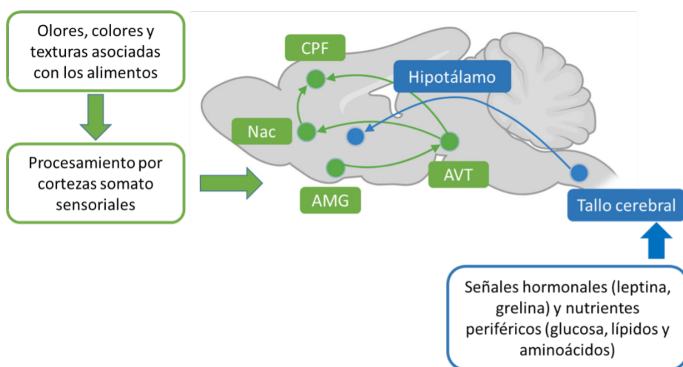 Olores, colores y
texturas asociadas
con los alimentos
Procesamiento por
cortezas somato
sensoriales
CPF
Hipotálamo
Nac
AMG
AVT
Tallo cerebral
Señales hormonales (leptina,
grelina) y nutrientes
periféricos (glucosa, lípidos y
aminoácidos)